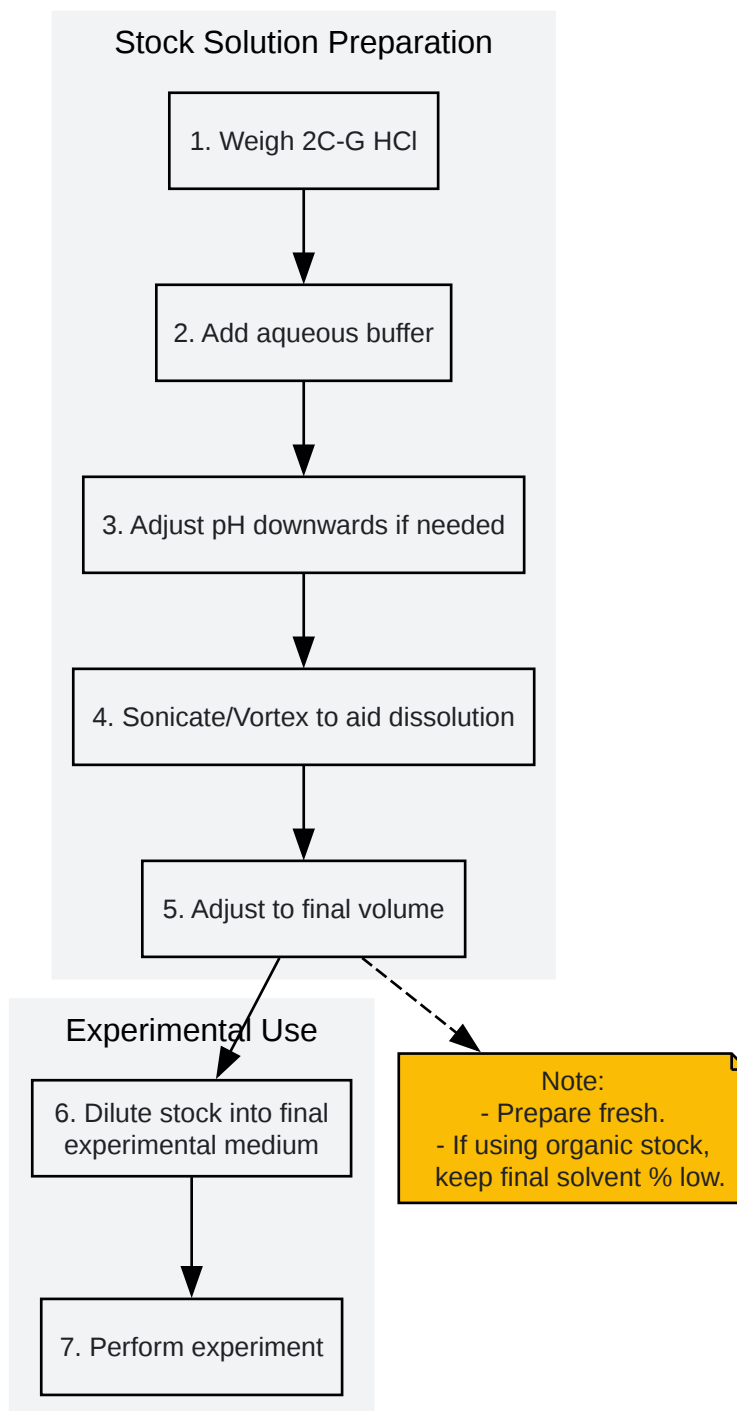 Stock Solution Preparation
1. Weigh 2C-G HCl
2. Add aqueous buffer
3. Adjust pH downwards if needed
4. Sonicate/Vortex to aid dissolution
5. Adjust to final volume
Experimental Use
6. Dilute stock into final
experimental medium
7. Perform experiment
Note:
- Prepare fresh.
- If using organic stock,
keep final solvent % low.